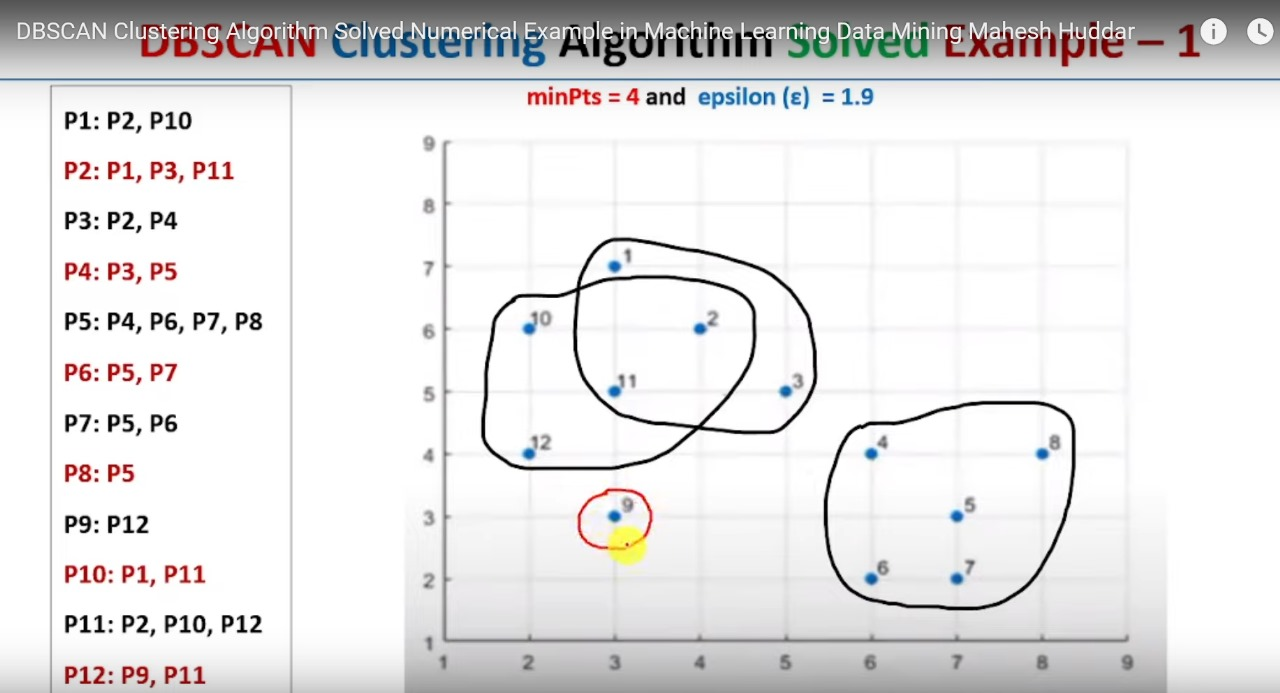 DBSCAN Clustering Algorithm Solved Numerical Example in Machine Learning Data Mining Mahesh Huddar
DBSCAN Clustering Algorithm Solved Example – 1
minPts = 4 and epsilon (ε) = 1.9
P1: P2, P10
P2: P1, P3, P11
P3: P2, P4
P4: P3, P5
P5: P4, P6, P7, P8
P6: P5, P7
P7: P5, P6
P8: P5
P9: P12
P10: P1, P11
P11: P2, P10, P12
P12: P9, P11
9
8
7
6
5
4
3
2
1
1
10
2
11
3
12
4
8
9
5
6
7
1 2 3 4 5 6 7 8 9